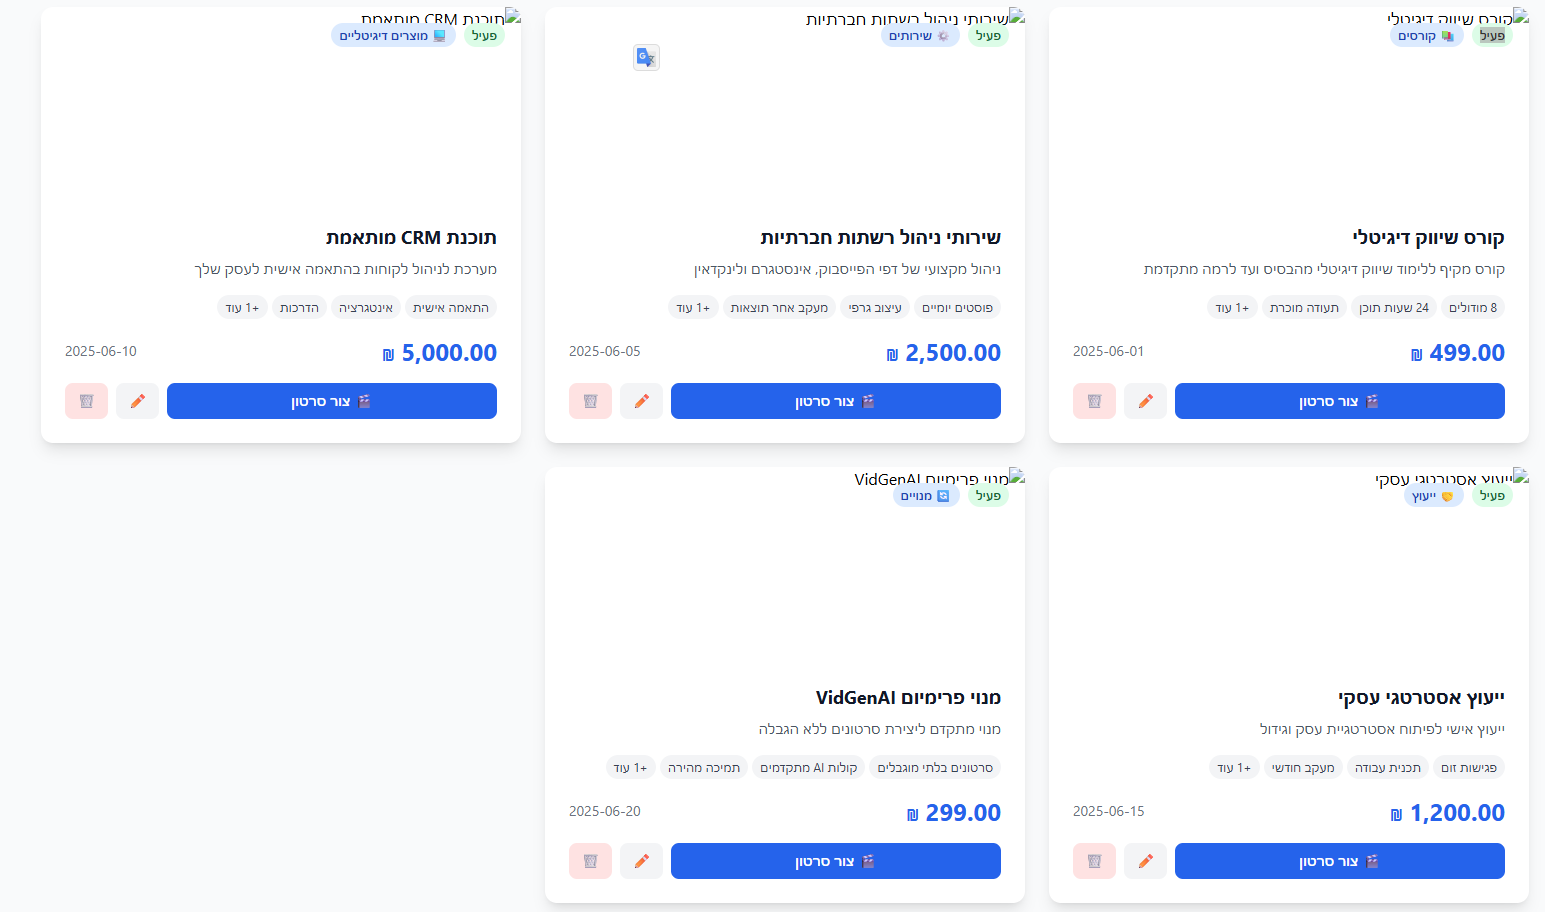 קורס שיווק דיגיטלי
פעיל
קורסים
קורס שיווק דיגיטלי
קורס מקיף ללימוד שיווק דיגיטלי מהבסיס ועד לרמה מתקדמת
8 מודולים
24 שעות תוכן
תעודה מוכרת
+1 עוד
499.00 ₪
2025-06-01
צור סרטון
שירותי ניהול רשתות חברתיות
פעיל
שירותים
שירותי ניהול רשתות חברתיות
ניהול מקצועי של דפי הפייסבוק, אינסטגרם ולינקדאין
פוסטים יומיים
עיצוב גרפי
מעקב אחר תוצאות
+1 עוד
2,500.00 ₪
2025-06-05
צור סרטון
תוכנת CRM מותאמת
פעיל
מוצרים דיגיטליים
תוכנת CRM מותאמת
מערכת לניהול לקוחות בהתאמה אישית לעסק שלך
התאמה אישית
אינטגרציה
הדרכות
+1 עוד
5,000.00 ₪
2025-06-10
צור סרטון
ייעוץ אסטרטגי עסקי
פעיל
ייעוץ
ייעוץ אסטרטגי עסקי
ייעוץ אישי לפיתוח אסטרטגיית עסק וגידול
פגישות זום
תכנית עבודה
מעקב חודשי
+1 עוד
1,200.00 ₪
2025-06-15
צור סרטון
מנוי פרימיום VidGenAI
פעיל
מנויים
מנוי פרימיום VidGenAI
מנוי מתקדם ליצירת סרטונים ללא הגבלה
סרטונים בלתי מוגבלים
קולות AI מתקדמים
תמיכה מהירה
+1 עוד
299.00 ₪
2025-06-20
צור סרטון